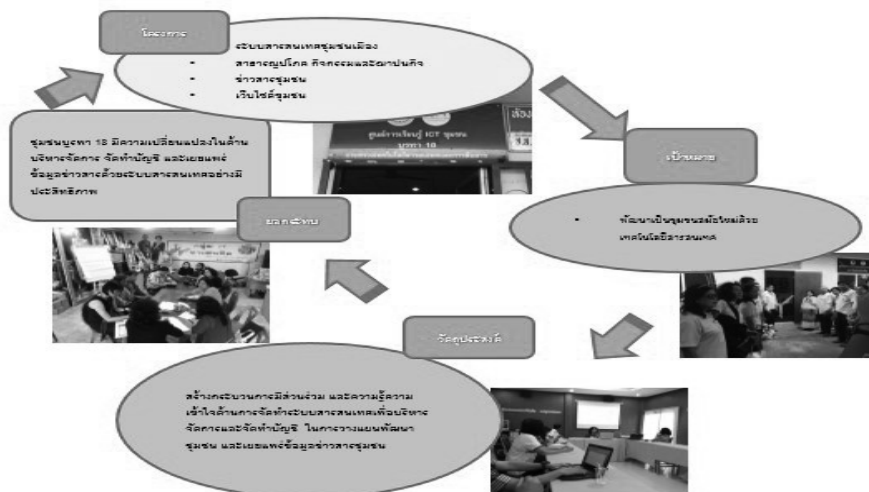 โครงการ
ระบบสารสนเทศชุมชนเมือง
• สาธารณูปโภค กิจกรรมและฌาปนกิจ
• ข่าวสารชุมชน
• เว็บไซต์ชุมชน
ชุมชนบูรพา 18 มีความเปลี่ยนแปลงในด้าน
บริหารจัดการ จัดทำบัญชี และเผยแพร่
ข้อมูลข่าวสารด้วยระบบสารสนเทศอย่างมี
ประสิทธิภาพ
ศูนย์การเรียนรู้ ICT ชุมชน
บูรพา 18
ห้อง
เป้าหมาย
• พัฒนาเป็นชุมชนสมัยใหม่ด้วย
เทคโนโลยีสารสนเทศ
ผลกระทบ
วัตถุประสงค์
สร้างกระบวนการมีส่วนร่วม และความรู้ความ
เข้าใจด้านการจัดทำระบบสารสนเทศเพื่อบริหาร
จัดการและจัดทำบัญชี ในการวางแผนพัฒนา
ชุมชน และเผยแพร่ข้อมูลข่าวสารชุมชน